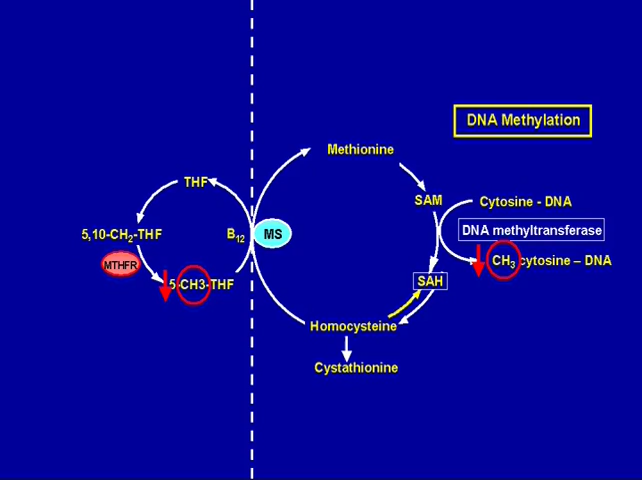 DNA Methylation
Methionine
THF
SAM
Cytosine - DNA
5,10-CH2-THF
B12
MS
DNA methyltransferase
MTHFR
CH3 cytosine – DNA
5-CH3-THF
SAH
Homocysteine
Cystathionine